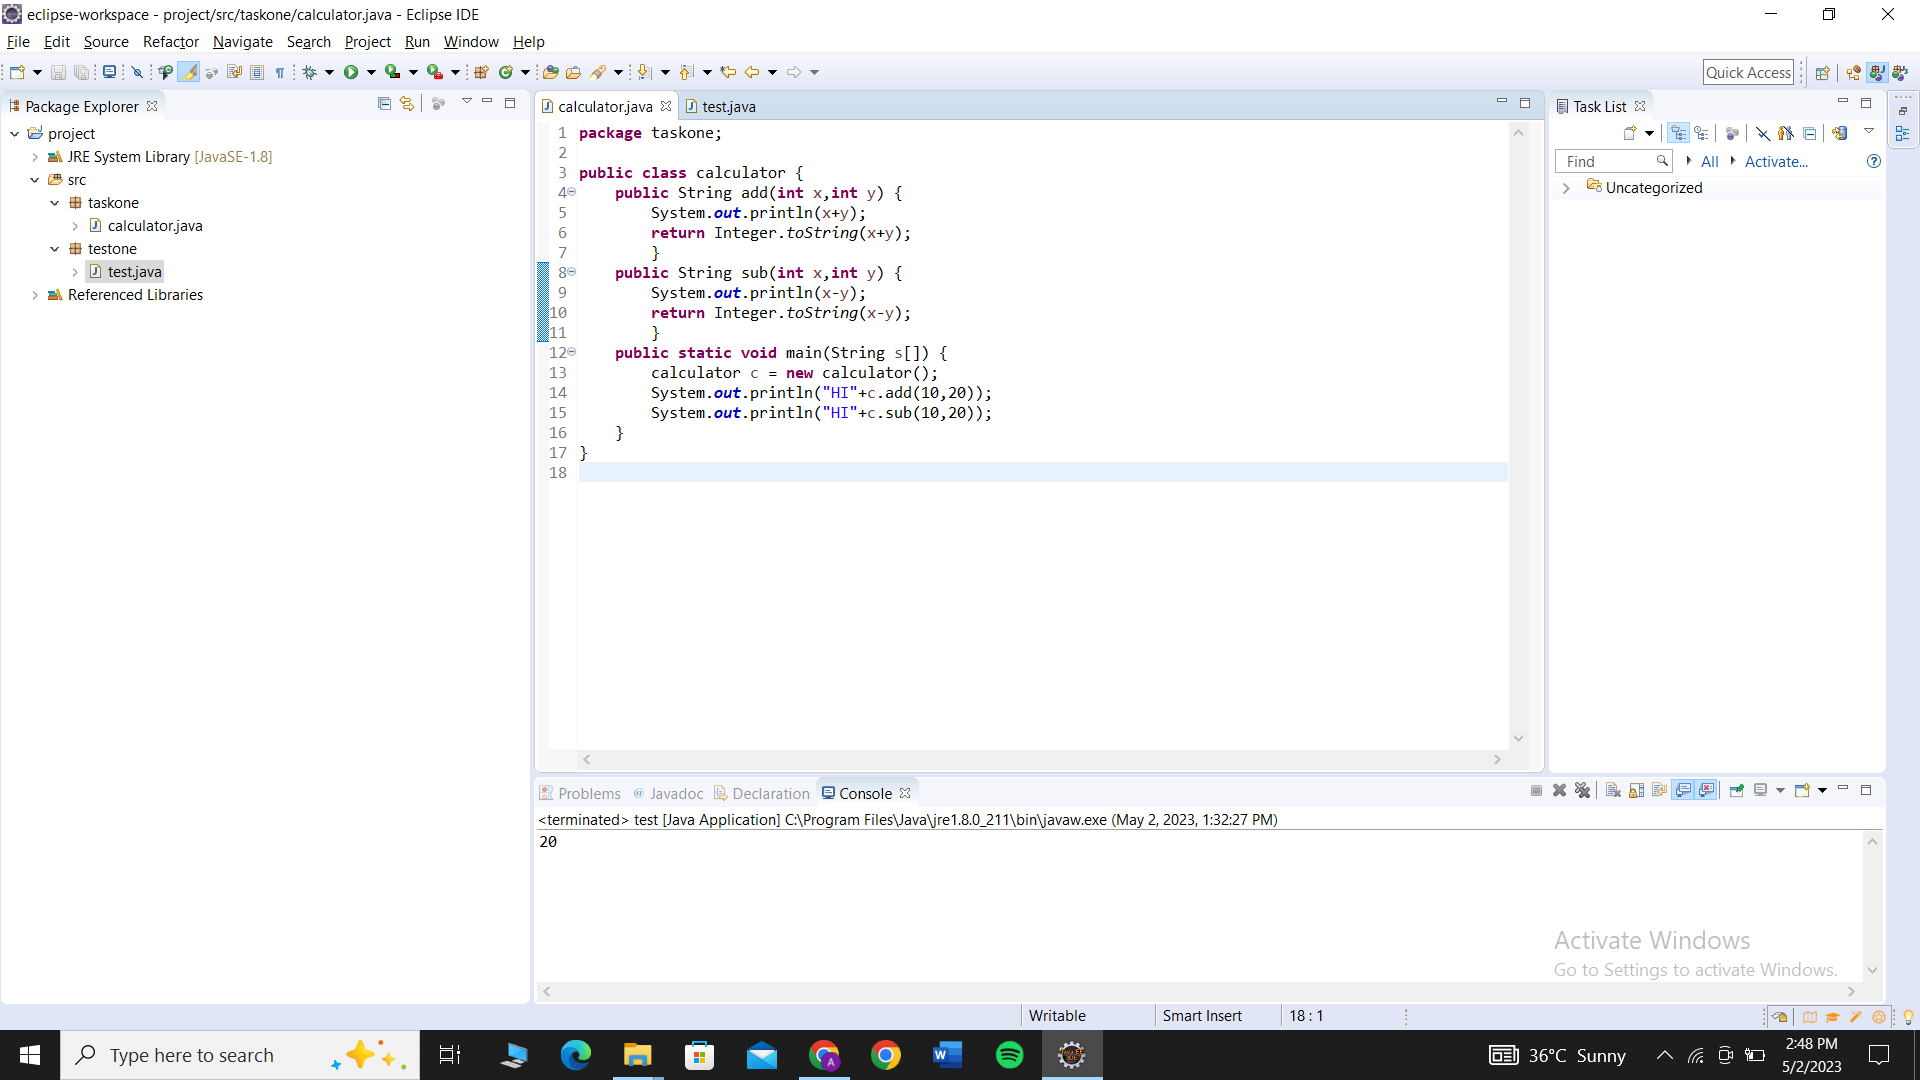 eclipse-workspace - project/src/taskone/calculator.java - Eclipse IDE
File Edit Source Refactor Navigate Search Project Run Window Help
Quick Access
Package Explorer
project
JRE System Library [JavaSE-1.8]
src
taskone
calculator.java
testone
test.java
Referenced Libraries
calculator.java test.java
1 package taskone;
2
3 public class calculator {
4 public String add(int x,int y) {
5 System.out.println(x+y);
6 return Integer.toString(x+y);
7 }
8 public String sub(int x,int y) {
9 System.out.println(x-y);
10 return Integer.toString(x-y);
11 }
12 public static void main(String s[]) {
13 calculator c = new calculator();
14 System.out.println("HI"+c.add(10,20));
15 System.out.println("HI"+c.sub(10,20));
16 }
17 }
18
Task List
Find All Activate...
Uncategorized
Problems Javadoc Declaration Console
<terminated> test [Java Application] C:\Program Files\Java\jre1.8.0_211\bin\javaw.exe (May 2, 2023, 1:32:27 PM)
20
Activate Windows
Go to Settings to activate Windows.
Writable Smart Insert 18 : 1
Type here to search
36°C Sunny
2:48 PM
5/2/2023